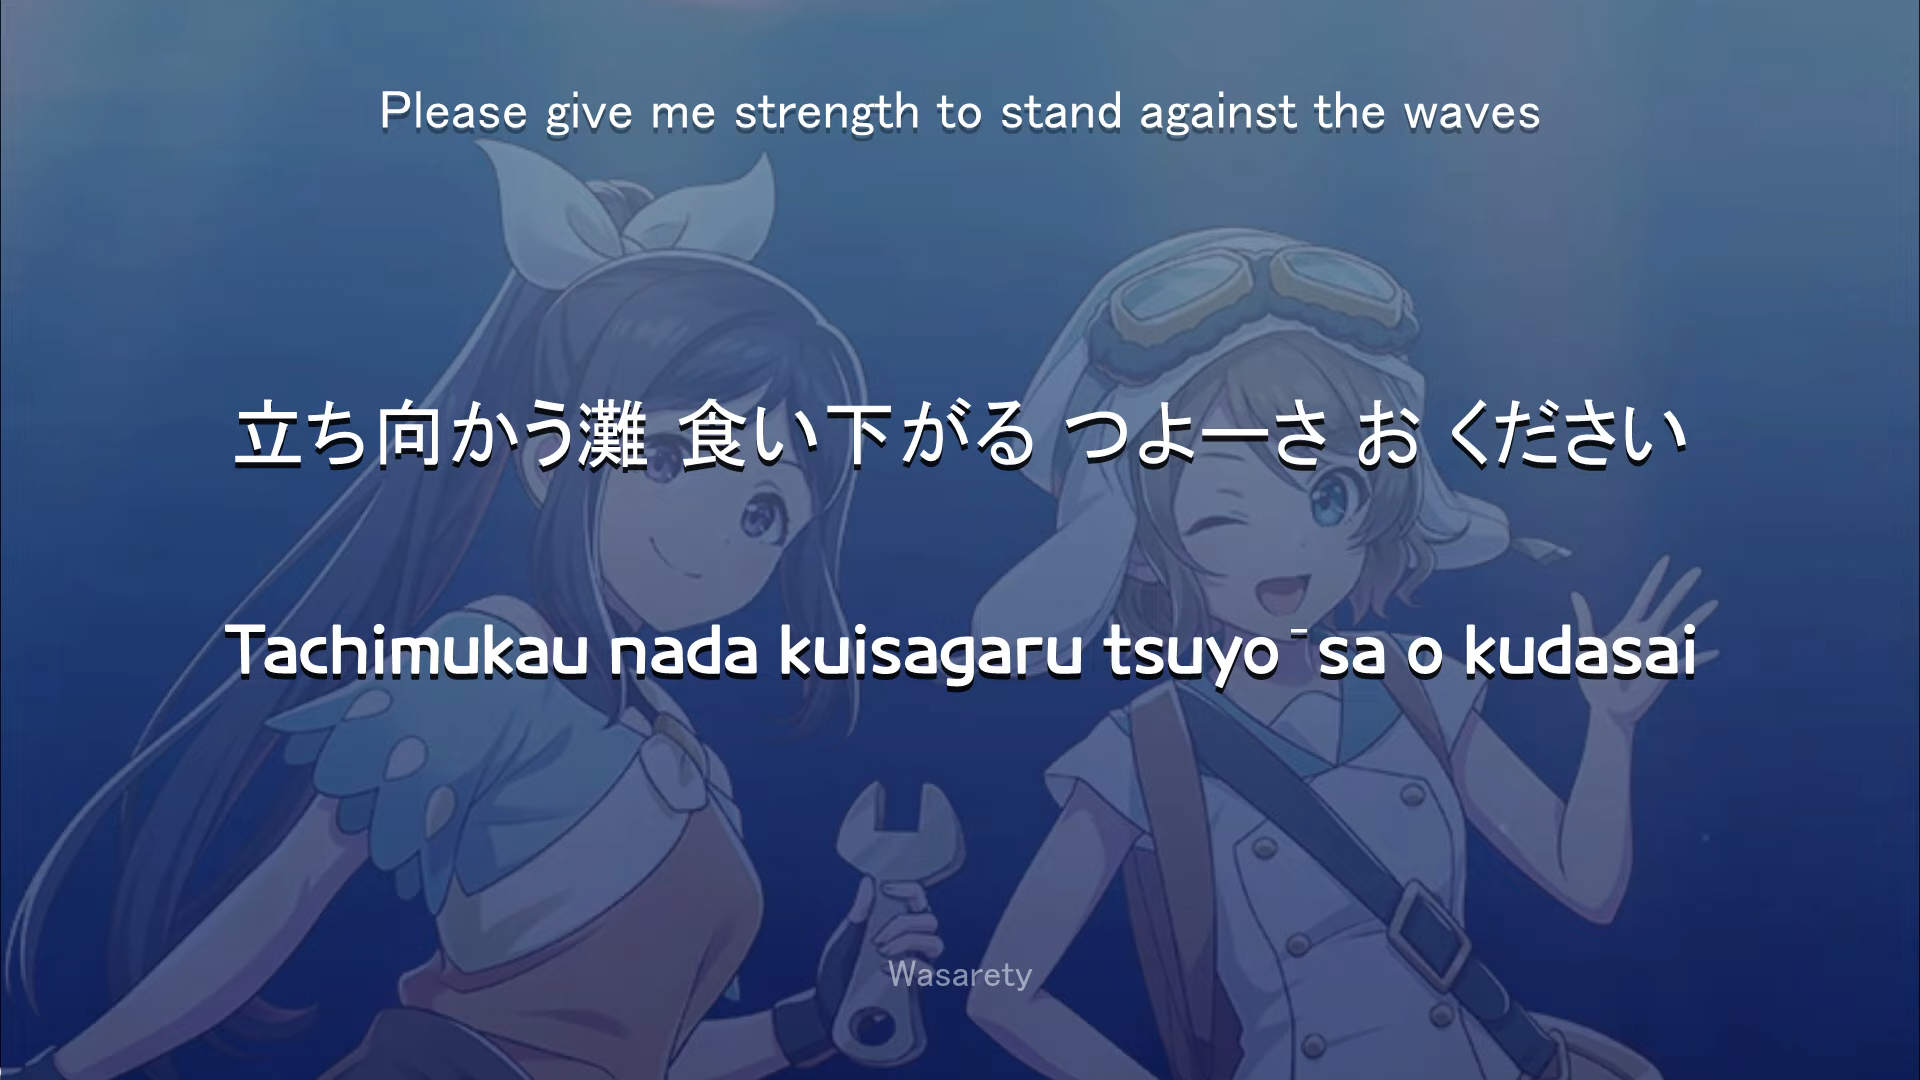 Please give me strength to stand against the waves
立ち向かう灘 食い下がる つよーさ お ください
Tachimukau nada kuisagaru tsuyo¯sa o kudasai
Wasarety